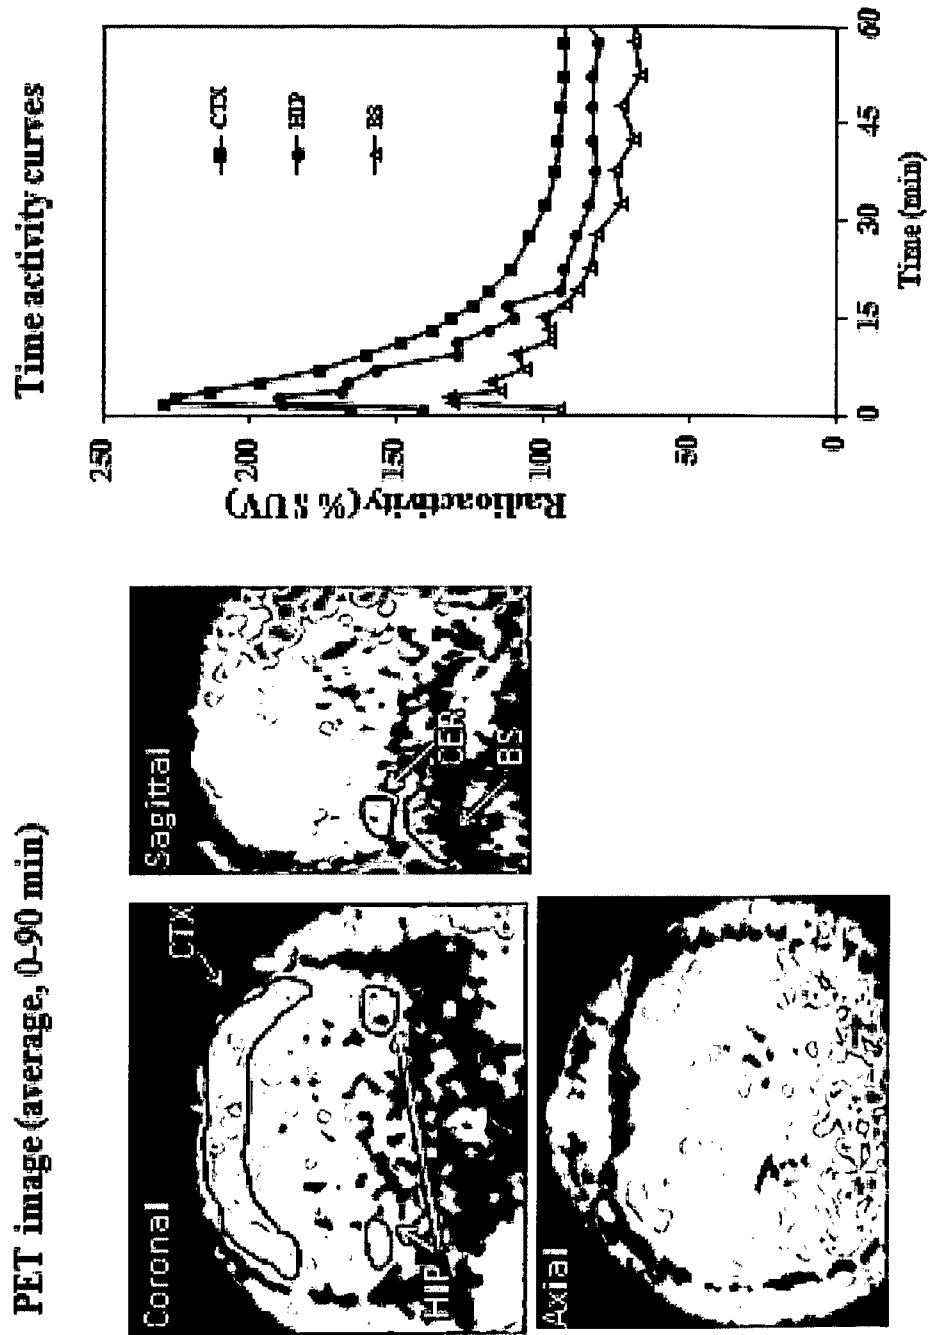 PET image (average, 0-90 min)
Coronal
CTX
HIP
Sagittal
CER
BS
Axial
Time activity curves
Radioactivity (% SUV)
250
200
150
100
50
0
CTX
HIP
BS
0
15
30
45
60
Time (min)